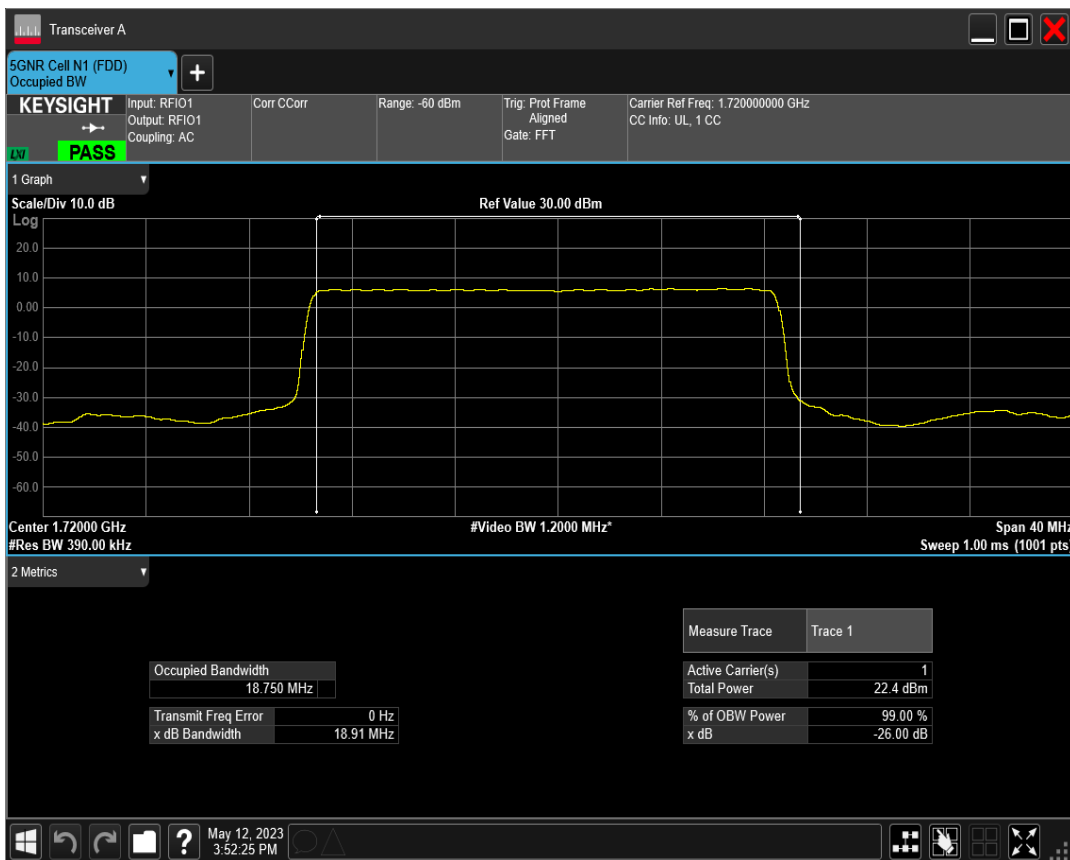 Transceiver A
5GNR Cell N1 (FDD)
Occupied BW
KEYSIGHT
LXI
PASS
Input: RFIO1
Output: RFIO1
Coupling: AC
Corr CCorr
Range: -60 dBm
Trig: Prot Frame
Aligned
Gate: FFT
Carrier Ref Freq: 1.720000000 GHz
CC Info: UL, 1 CC
1 Graph
Scale/Div 10.0 dB
Ref Value 30.00 dBm
Log
20.0
10.0
0.00
-10.0
-20.0
-30.0
-40.0
-50.0
-60.0
Center 1.72000 GHz
#Video BW 1.2000 MHz*
Span 40 MHz
#Res BW 390.00 kHz
Sweep 1.00 ms (1001 pts)
2 Metrics
Measure Trace Trace 1
Occupied Bandwidth
18.750 MHz
Transmit Freq Error 0 Hz
x dB Bandwidth 18.91 MHz
Active Carrier(s) 1
Total Power 22.4 dBm
% of OBW Power 99.00 %
x dB -26.00 dB
?
May 12, 2023
3:52:25 PM